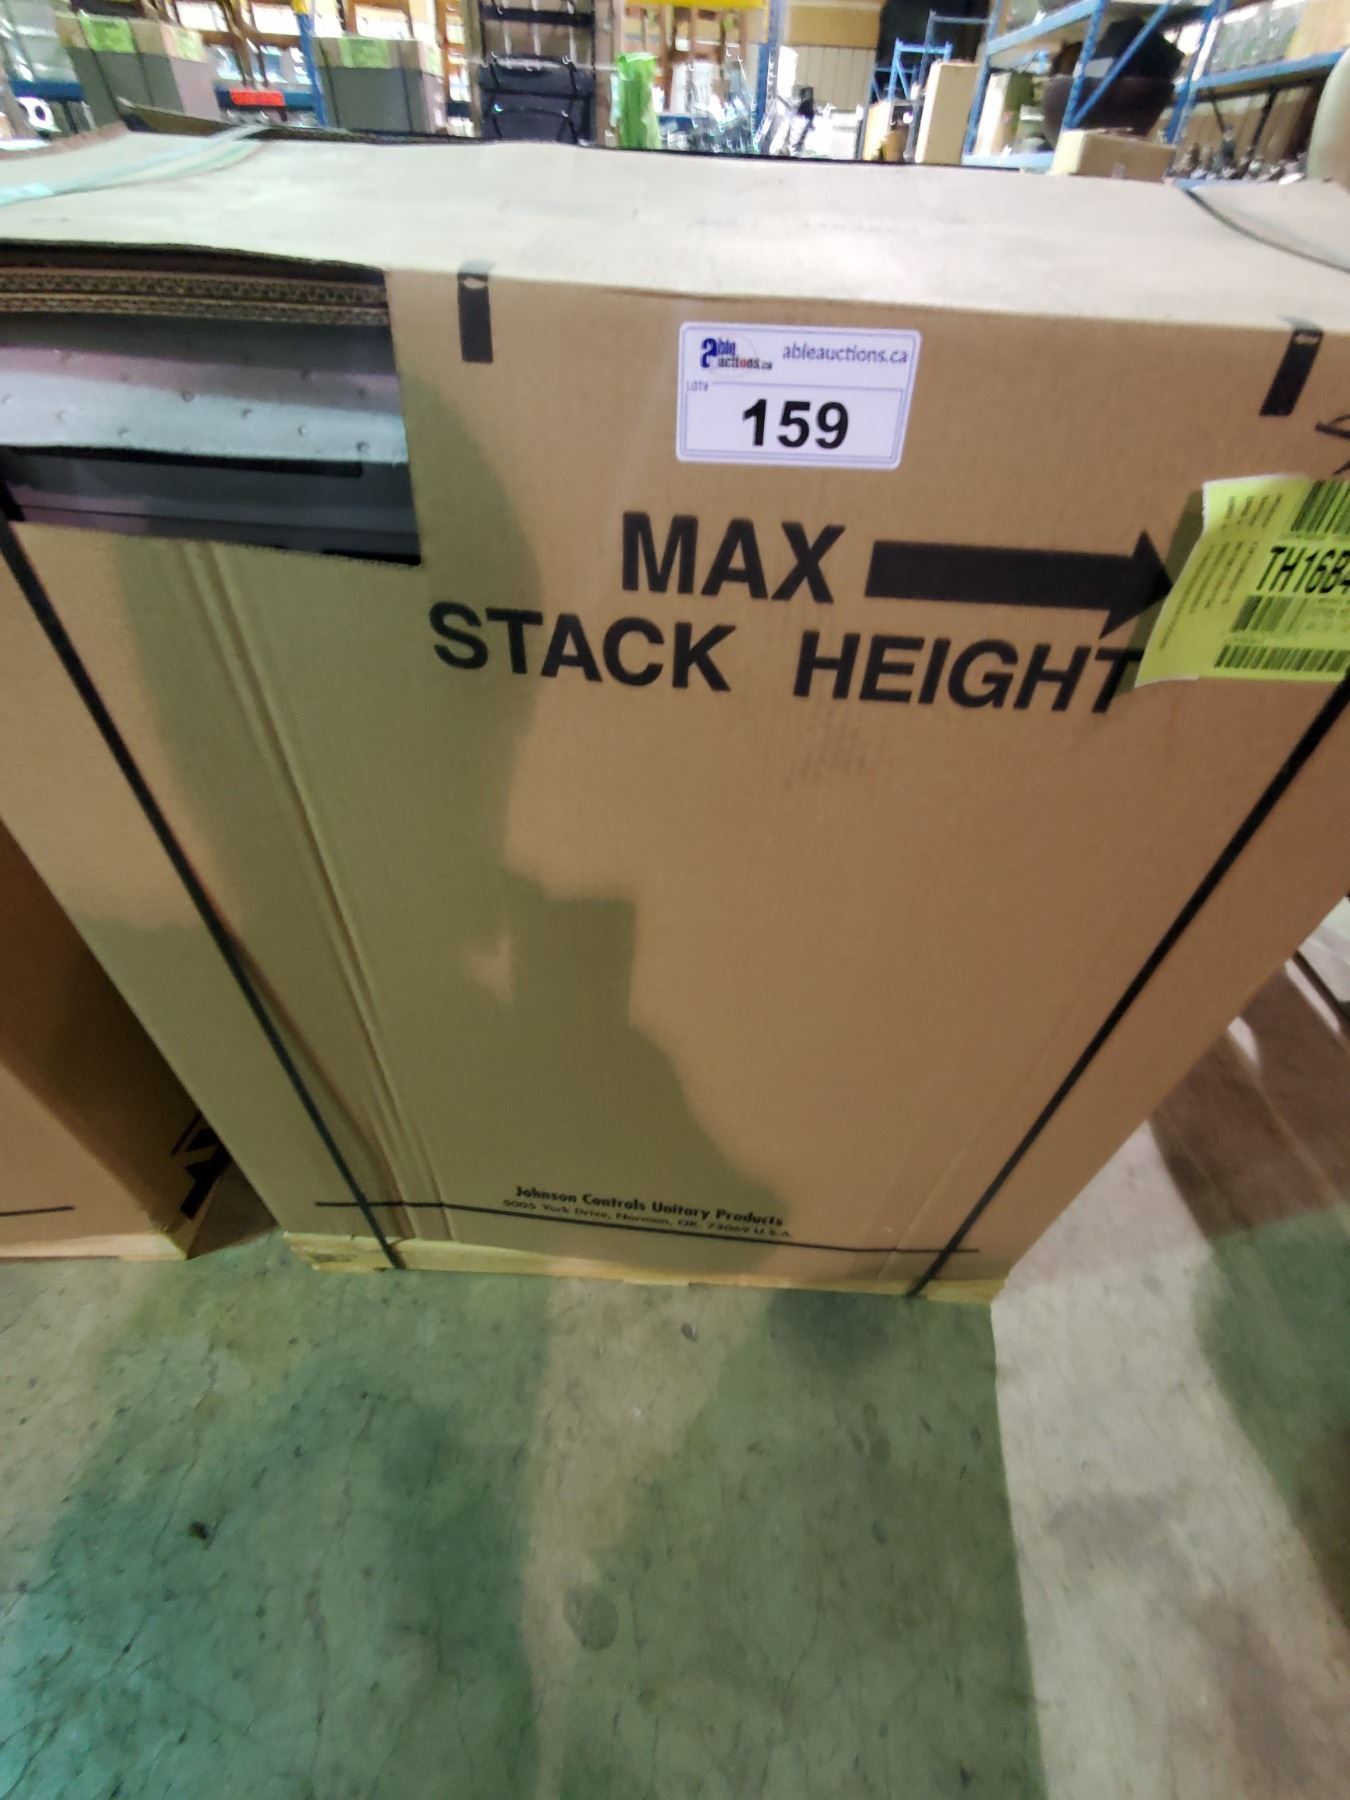 able auctions.ca
ableauctions.ca
LOT#
159
MAX
STACK HEIGHT
TH16B4
Johnson Controls Unitary Products
5005 York Drive, Norman, OK. 73069 U.S.A.